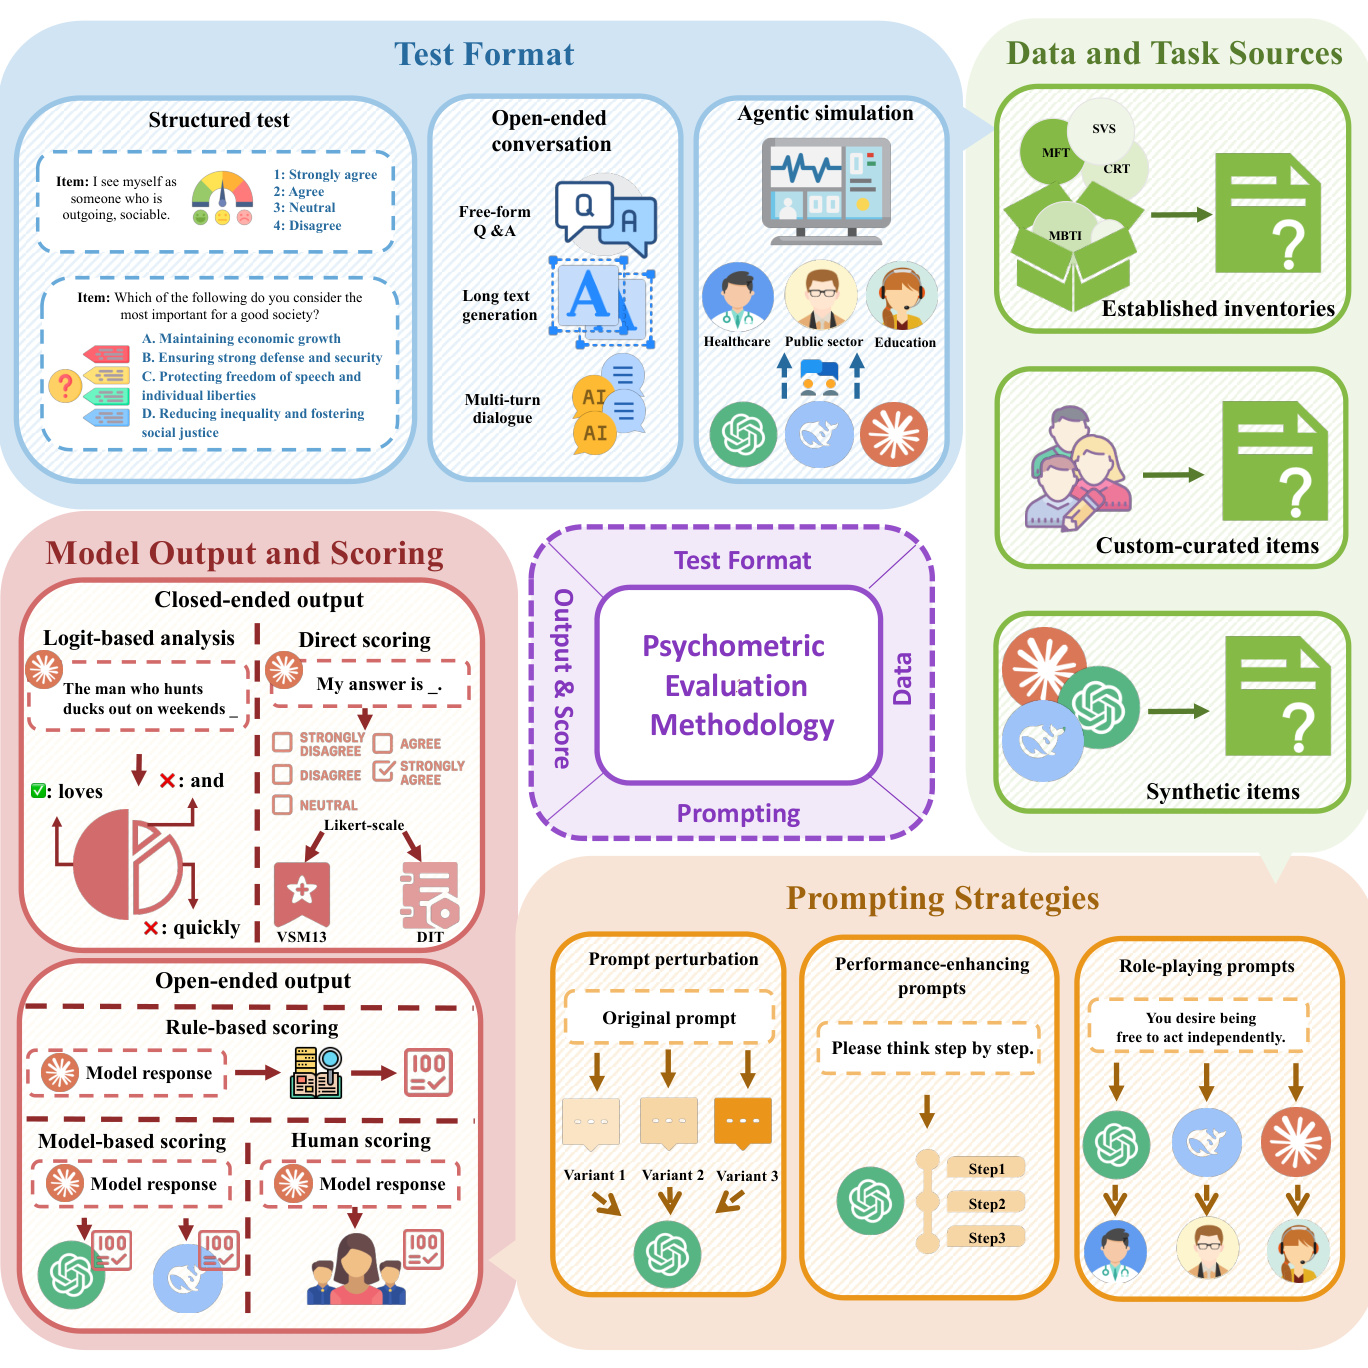 Test Format
Structured test
Item: I see myself as
someone who is
outgoing, sociable.
1: Strongly agree
2: Agree
3: Neutral
4: Disagree
Item: Which of the following do you consider the
most important for a good society?
A. Maintaining economic growth
B. Ensuring strong defense and security
C. Protecting freedom of speech and
individual liberties
D. Reducing inequality and fostering
social justice
?
Open-ended
conversation
Free-form
Q &A
Q
A
Long text
generation
A
A
Multi-turn
dialogue
AI
AI
Agentic simulation
Healthcare
Public sector
Education
Data and Task Sources
MFT
SVS
CRT
MBTI
?
Established inventories
?
Custom-curated items
?
Synthetic items
Model Output and Scoring
Closed-ended output
Logit-based analysis
The man who hunts
ducks out on weekends _
: loves
: and
: quickly
Direct scoring
My answer is _.
STRONGLY
DISAGREE
AGREE
DISAGREE
STRONGLY
AGREE
NEUTRAL
Likert-scale
VSM13
DIT
Open-ended output
Rule-based scoring
Model response
100
Model-based scoring
Model response
100
100
Human scoring
Model response
100
Test Format
Output & Score
Psychometric
Evaluation
Methodology
Data
Prompting
Prompting Strategies
Prompt perturbation
Original prompt
Variant 1
Variant 2
Variant 3
Performance-enhancing
prompts
Please think step by step.
Step1
Step2
Step3
Role-playing prompts
You desire being
free to act independently.